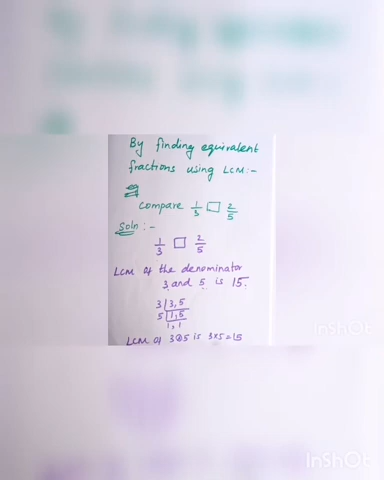 By finding equivalent
fractions using LCM:-
Compare 1/3 □ 2/5
Soln:-
1/3 □ 2/5
LCM of the denominator
3 and 5 is 15.
3 | 3, 5
5 | 1, 5
1, 1
LCM of 3 & 5 is 3x5=15
InShOt
InShOt